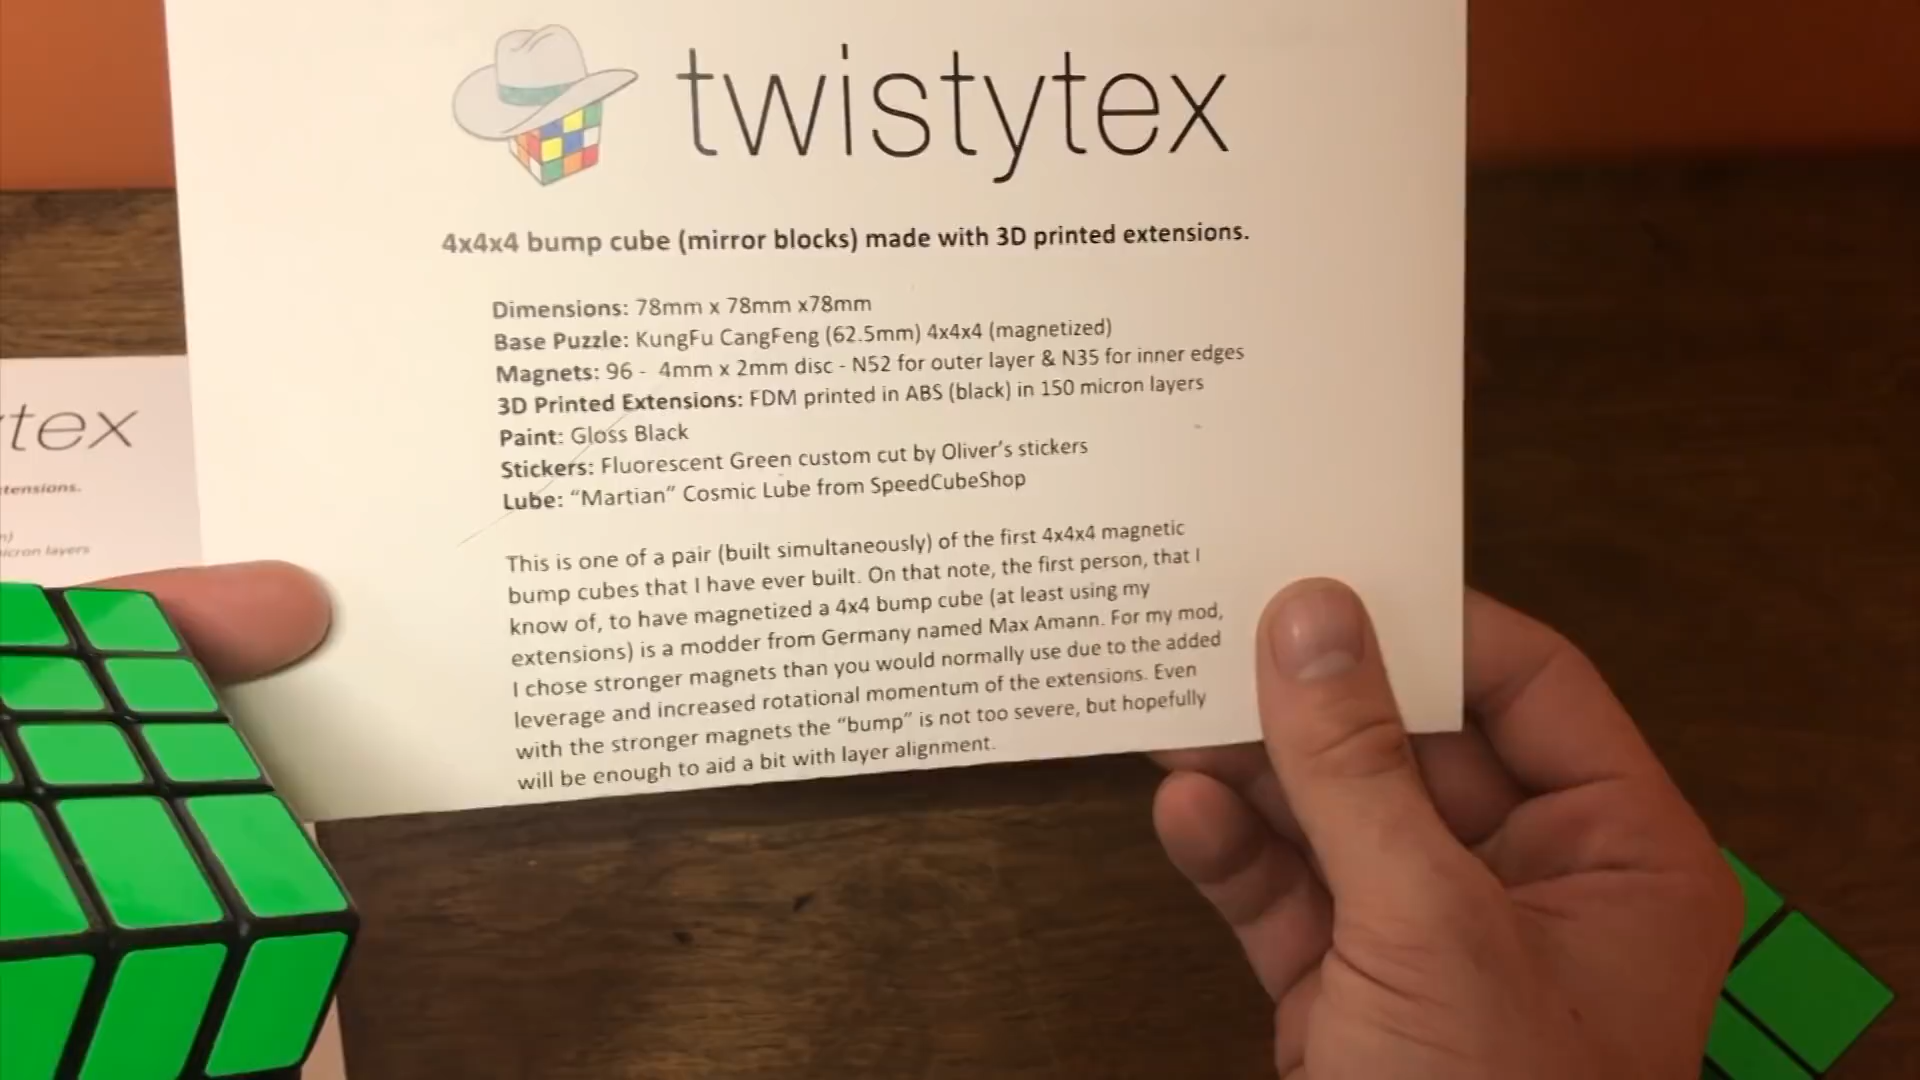 twistytex
4x4x4 bump cube (mirror blocks) made with 3D printed extensions.
Dimensions: 78mm x 78mm x78mm
Base Puzzle: KungFu CangFeng (62.5mm) 4x4x4 (magnetized)
Magnets: 96 - 4mm x 2mm disc - N52 for outer layer & N35 for inner edges
3D Printed Extensions: FDM printed in ABS (black) in 150 micron layers
Paint: Gloss Black
Stickers: Fluorescent Green custom cut by Oliver's stickers
Lube: "Martian" Cosmic Lube from SpeedCubeShop
This is one of a pair (built simultaneously) of the first 4x4x4 magnetic
bump cubes that I have ever built. On that note, the first person, that I
know of, to have magnetized a 4x4 bump cube (at least using my
extensions) is a modder from Germany named Max Amann. For my mod,
I chose stronger magnets than you would normally use due to the added
leverage and increased rotational momentum of the extensions. Even
with the stronger magnets the "bump" is not too severe, but hopefully
will be enough to aid a bit with layer alignment.
tex
tensions.
icron layers